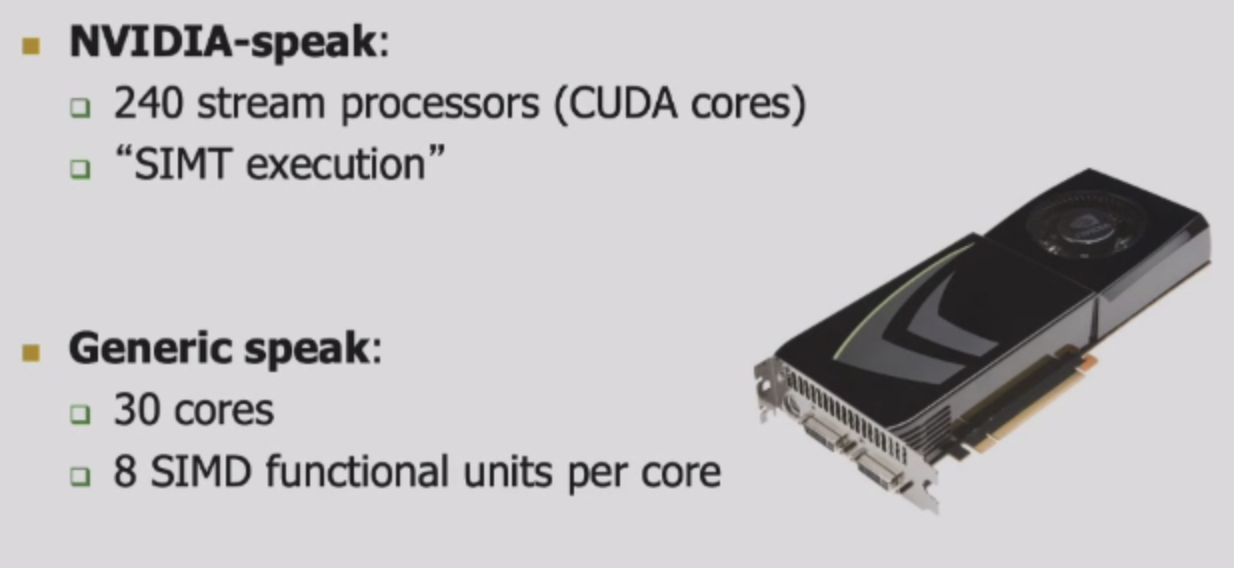 NVIDIA-speak:
240 stream processors (CUDA cores)
“SIMT execution”
Generic speak:
30 cores
8 SIMD functional units per core